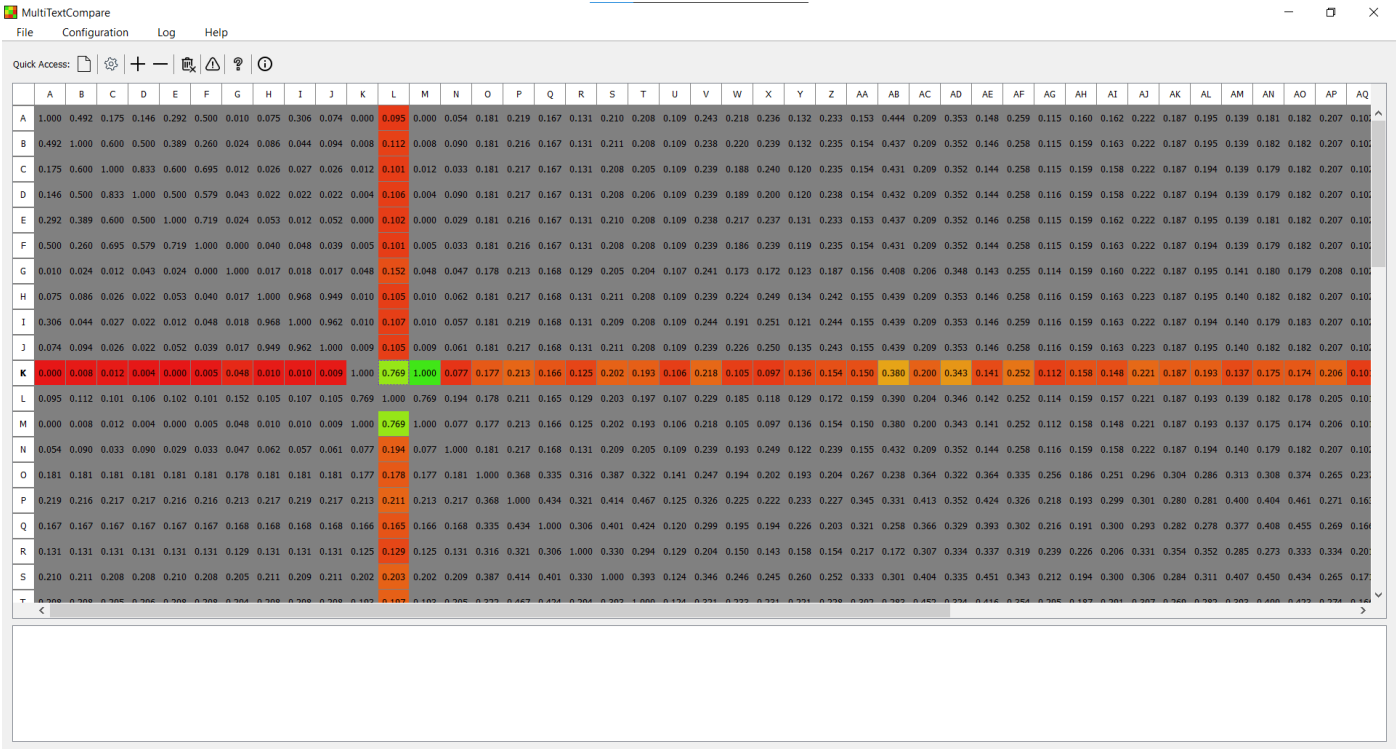 MultiTextCompare
File Configuration Log Help
Quick Access:
A B C D E F G H I J K L M N O P Q R S T U V W X Y Z AA AB AC AD AE AF AG AH AI AJ AK AL AM AN AO AP AQ
A 1.000 0.492 0.175 0.146 0.292 0.500 0.010 0.075 0.306 0.074 0.000 0.095 0.000 0.054 0.181 0.219 0.167 0.131 0.210 0.208 0.109 0.243 0.218 0.236 0.132 0.233 0.153 0.444 0.209 0.353 0.148 0.259 0.115 0.160 0.162 0.222 0.187 0.195 0.139 0.181 0.182 0.207 0.10
B 0.492 1.000 0.600 0.500 0.389 0.260 0.024 0.086 0.044 0.094 0.008 0.112 0.008 0.090 0.181 0.216 0.167 0.131 0.211 0.208 0.109 0.238 0.220 0.239 0.132 0.235 0.154 0.437 0.209 0.352 0.146 0.258 0.115 0.159 0.163 0.222 0.187 0.195 0.139 0.182 0.182 0.207 0.10
C 0.175 0.600 1.000 0.833 0.600 0.695 0.012 0.026 0.027 0.026 0.012 0.101 0.012 0.033 0.181 0.217 0.167 0.131 0.208 0.205 0.109 0.239 0.188 0.240 0.120 0.235 0.154 0.431 0.209 0.352 0.144 0.258 0.115 0.159 0.158 0.222 0.187 0.194 0.139 0.179 0.182 0.207 0.10
D 0.146 0.500 0.833 1.000 0.500 0.579 0.043 0.022 0.022 0.022 0.004 0.106 0.004 0.090 0.181 0.217 0.167 0.131 0.208 0.206 0.109 0.239 0.189 0.200 0.120 0.238 0.154 0.432 0.209 0.352 0.144 0.258 0.116 0.159 0.158 0.222 0.187 0.194 0.139 0.179 0.182 0.207 0.10
E 0.292 0.389 0.600 0.500 1.000 0.719 0.024 0.053 0.012 0.052 0.000 0.102 0.000 0.029 0.181 0.216 0.167 0.131 0.210 0.208 0.109 0.238 0.217 0.237 0.131 0.233 0.153 0.437 0.209 0.352 0.146 0.258 0.115 0.159 0.162 0.222 0.187 0.195 0.139 0.181 0.182 0.207 0.10
F 0.500 0.260 0.695 0.579 0.719 1.000 0.000 0.040 0.048 0.039 0.005 0.101 0.005 0.033 0.181 0.216 0.167 0.131 0.208 0.208 0.109 0.239 0.186 0.239 0.119 0.235 0.154 0.431 0.209 0.352 0.144 0.258 0.115 0.159 0.163 0.222 0.187 0.194 0.139 0.179 0.182 0.207 0.10
G 0.010 0.024 0.012 0.043 0.024 0.000 1.000 0.017 0.018 0.017 0.048 0.152 0.048 0.047 0.178 0.213 0.168 0.129 0.205 0.204 0.107 0.241 0.173 0.172 0.123 0.187 0.156 0.408 0.206 0.348 0.143 0.255 0.114 0.159 0.160 0.222 0.187 0.195 0.141 0.180 0.179 0.208 0.10
H 0.075 0.086 0.026 0.022 0.053 0.040 0.017 1.000 0.968 0.949 0.010 0.105 0.010 0.062 0.181 0.217 0.168 0.131 0.211 0.208 0.109 0.239 0.224 0.249 0.134 0.242 0.155 0.439 0.209 0.353 0.146 0.258 0.116 0.159 0.163 0.223 0.187 0.195 0.140 0.182 0.182 0.207 0.10
I 0.306 0.044 0.027 0.022 0.012 0.048 0.018 0.968 1.000 0.962 0.010 0.107 0.010 0.057 0.181 0.219 0.168 0.131 0.209 0.208 0.109 0.244 0.191 0.251 0.121 0.244 0.155 0.439 0.209 0.353 0.146 0.259 0.116 0.159 0.163 0.222 0.187 0.194 0.140 0.179 0.183 0.207 0.10
J 0.074 0.094 0.026 0.022 0.052 0.039 0.017 0.949 0.962 1.000 0.009 0.105 0.009 0.061 0.181 0.217 0.168 0.131 0.211 0.208 0.109 0.238 0.226 0.250 0.135 0.243 0.155 0.439 0.209 0.353 0.146 0.258 0.116 0.159 0.163 0.223 0.187 0.195 0.140 0.182 0.182 0.207 0.10
K 0.000 0.008 0.012 0.004 0.000 0.005 0.048 0.010 0.010 0.009 1.000 0.769 1.000 0.077 0.177 0.213 0.166 0.125 0.202 0.193 0.106 0.218 0.105 0.097 0.136 0.154 0.150 0.380 0.200 0.343 0.141 0.252 0.112 0.158 0.148 0.221 0.187 0.193 0.137 0.175 0.174 0.206 0.10
L 0.095 0.112 0.101 0.106 0.102 0.101 0.152 0.105 0.107 0.105 0.769 1.000 0.769 0.194 0.178 0.211 0.165 0.129 0.203 0.197 0.107 0.229 0.185 0.118 0.129 0.172 0.159 0.390 0.204 0.346 0.142 0.252 0.114 0.159 0.157 0.221 0.187 0.193 0.139 0.182 0.178 0.205 0.10
M 0.000 0.008 0.012 0.004 0.000 0.005 0.048 0.010 0.010 0.009 1.000 0.769 1.000 0.077 0.177 0.213 0.166 0.125 0.202 0.193 0.106 0.218 0.105 0.097 0.136 0.154 0.150 0.380 0.200 0.343 0.141 0.252 0.112 0.158 0.148 0.221 0.187 0.193 0.137 0.175 0.174 0.206 0.10
N 0.054 0.090 0.033 0.090 0.029 0.033 0.047 0.062 0.057 0.061 0.077 0.194 0.077 1.000 0.181 0.217 0.168 0.131 0.209 0.205 0.109 0.239 0.193 0.249 0.122 0.239 0.155 0.432 0.209 0.352 0.144 0.258 0.116 0.159 0.158 0.222 0.187 0.194 0.140 0.179 0.182 0.207 0.10
O 0.181 0.181 0.181 0.181 0.181 0.181 0.178 0.181 0.181 0.181 0.177 0.178 0.177 0.181 1.000 0.368 0.335 0.316 0.387 0.322 0.141 0.247 0.194 0.202 0.193 0.204 0.267 0.238 0.364 0.322 0.364 0.335 0.256 0.186 0.251 0.296 0.304 0.286 0.313 0.308 0.374 0.265 0.23
P 0.219 0.216 0.217 0.217 0.216 0.216 0.213 0.217 0.219 0.217 0.213 0.211 0.213 0.217 0.368 1.000 0.434 0.321 0.414 0.467 0.125 0.326 0.225 0.222 0.233 0.227 0.345 0.331 0.413 0.352 0.424 0.326 0.218 0.193 0.299 0.301 0.280 0.281 0.400 0.404 0.461 0.271 0.16
Q 0.167 0.167 0.167 0.167 0.167 0.167 0.168 0.168 0.168 0.168 0.166 0.165 0.166 0.168 0.335 0.434 1.000 0.306 0.401 0.424 0.120 0.299 0.195 0.194 0.226 0.203 0.321 0.258 0.366 0.329 0.393 0.302 0.216 0.191 0.300 0.293 0.282 0.278 0.377 0.408 0.455 0.269 0.16
R 0.131 0.131 0.131 0.131 0.131 0.131 0.129 0.131 0.131 0.131 0.125 0.129 0.125 0.131 0.316 0.321 0.306 1.000 0.330 0.294 0.129 0.204 0.150 0.143 0.158 0.154 0.217 0.172 0.307 0.334 0.337 0.319 0.239 0.226 0.206 0.331 0.354 0.352 0.285 0.273 0.333 0.334 0.20
S 0.210 0.211 0.208 0.208 0.210 0.208 0.205 0.211 0.209 0.211 0.202 0.203 0.202 0.209 0.387 0.414 0.401 0.330 1.000 0.393 0.124 0.346 0.246 0.245 0.260 0.252 0.333 0.301 0.404 0.335 0.451 0.343 0.212 0.194 0.300 0.306 0.284 0.311 0.407 0.450 0.434 0.265 0.17